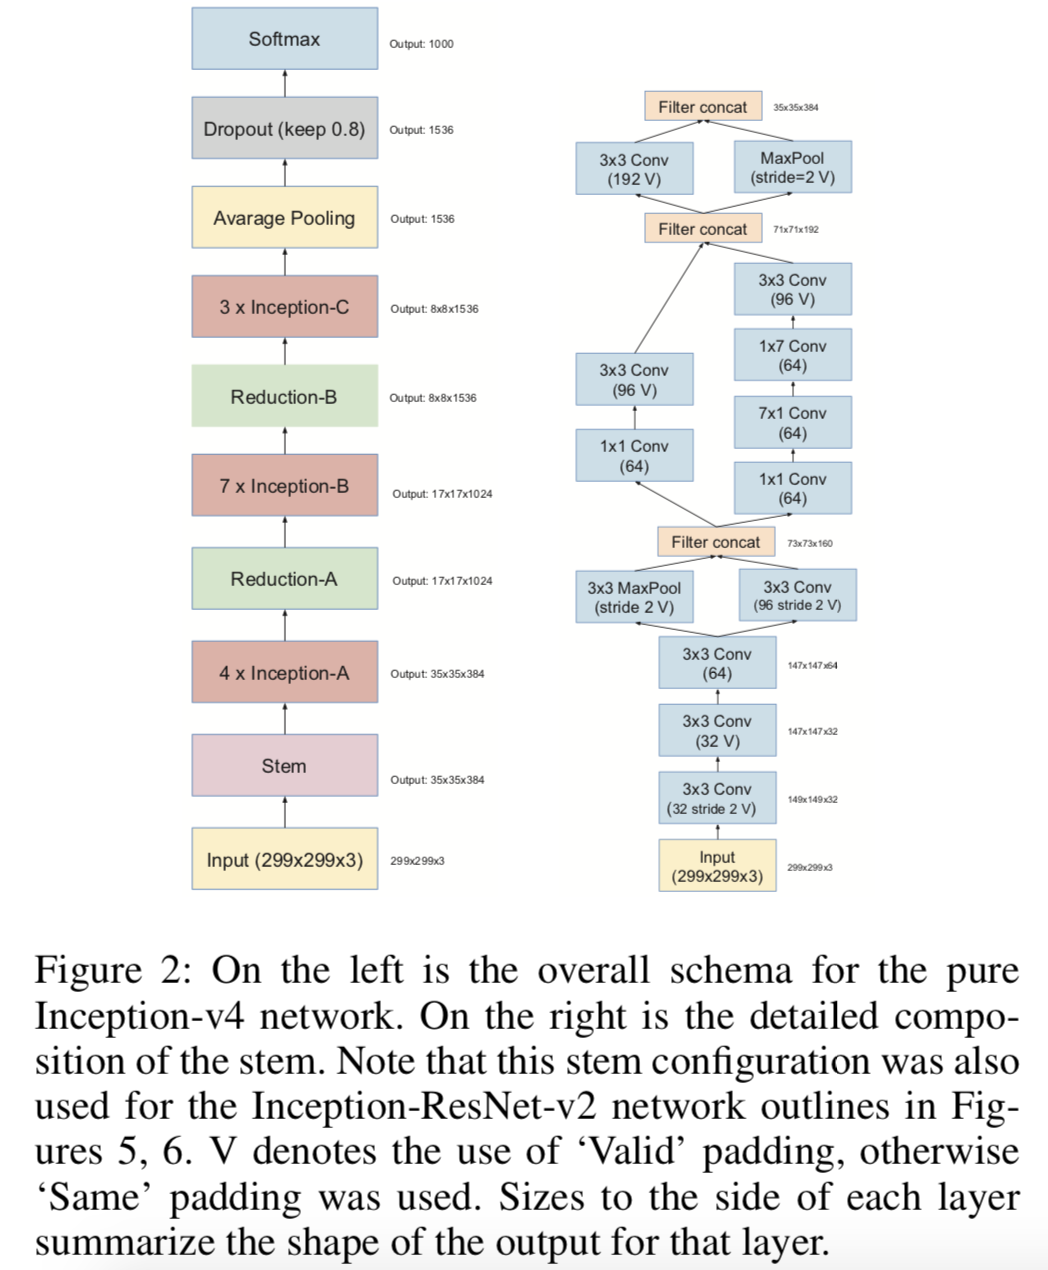 Softmax
Output: 1000
Dropout (keep 0.8)
Output: 1536
Avarage Pooling
Output: 1536
3 x Inception-C
Output: 8x8x1536
Reduction-B
Output: 8x8x1536
7 x Inception-B
Output: 17x17x1024
Reduction-A
Output: 17x17x1024
4 x Inception-A
Output: 35x35x384
Stem
Output: 35x35x384
Input (299x299x3)
299x299x3
Filter concat
35x35x384
3x3 Conv
(192 V)
MaxPool
(stride=2 V)
Filter concat
71x71x192
3x3 Conv
(96 V)
1x7 Conv
(64)
3x3 Conv
(96 V)
7x1 Conv
(64)
1x1 Conv
(64)
1x1 Conv
(64)
Filter concat
73x73x160
3x3 MaxPool
(stride 2 V)
3x3 Conv
(96 stride 2 V)
3x3 Conv
(64)
147x147x64
3x3 Conv
(32 V)
147x147x32
3x3 Conv
(32 stride 2 V)
149x149x32
Input
(299x299x3)
299x299x3
Figure 2: On the left is the overall schema for the pure
Inception-v4 network. On the right is the detailed compo-
sition of the stem. Note that this stem configuration was also
used for the Inception-ResNet-v2 network outlines in Fig-
ures 5, 6. V denotes the use of ‘Valid’ padding, otherwise
‘Same’ padding was used. Sizes to the side of each layer
summarize the shape of the output for that layer.